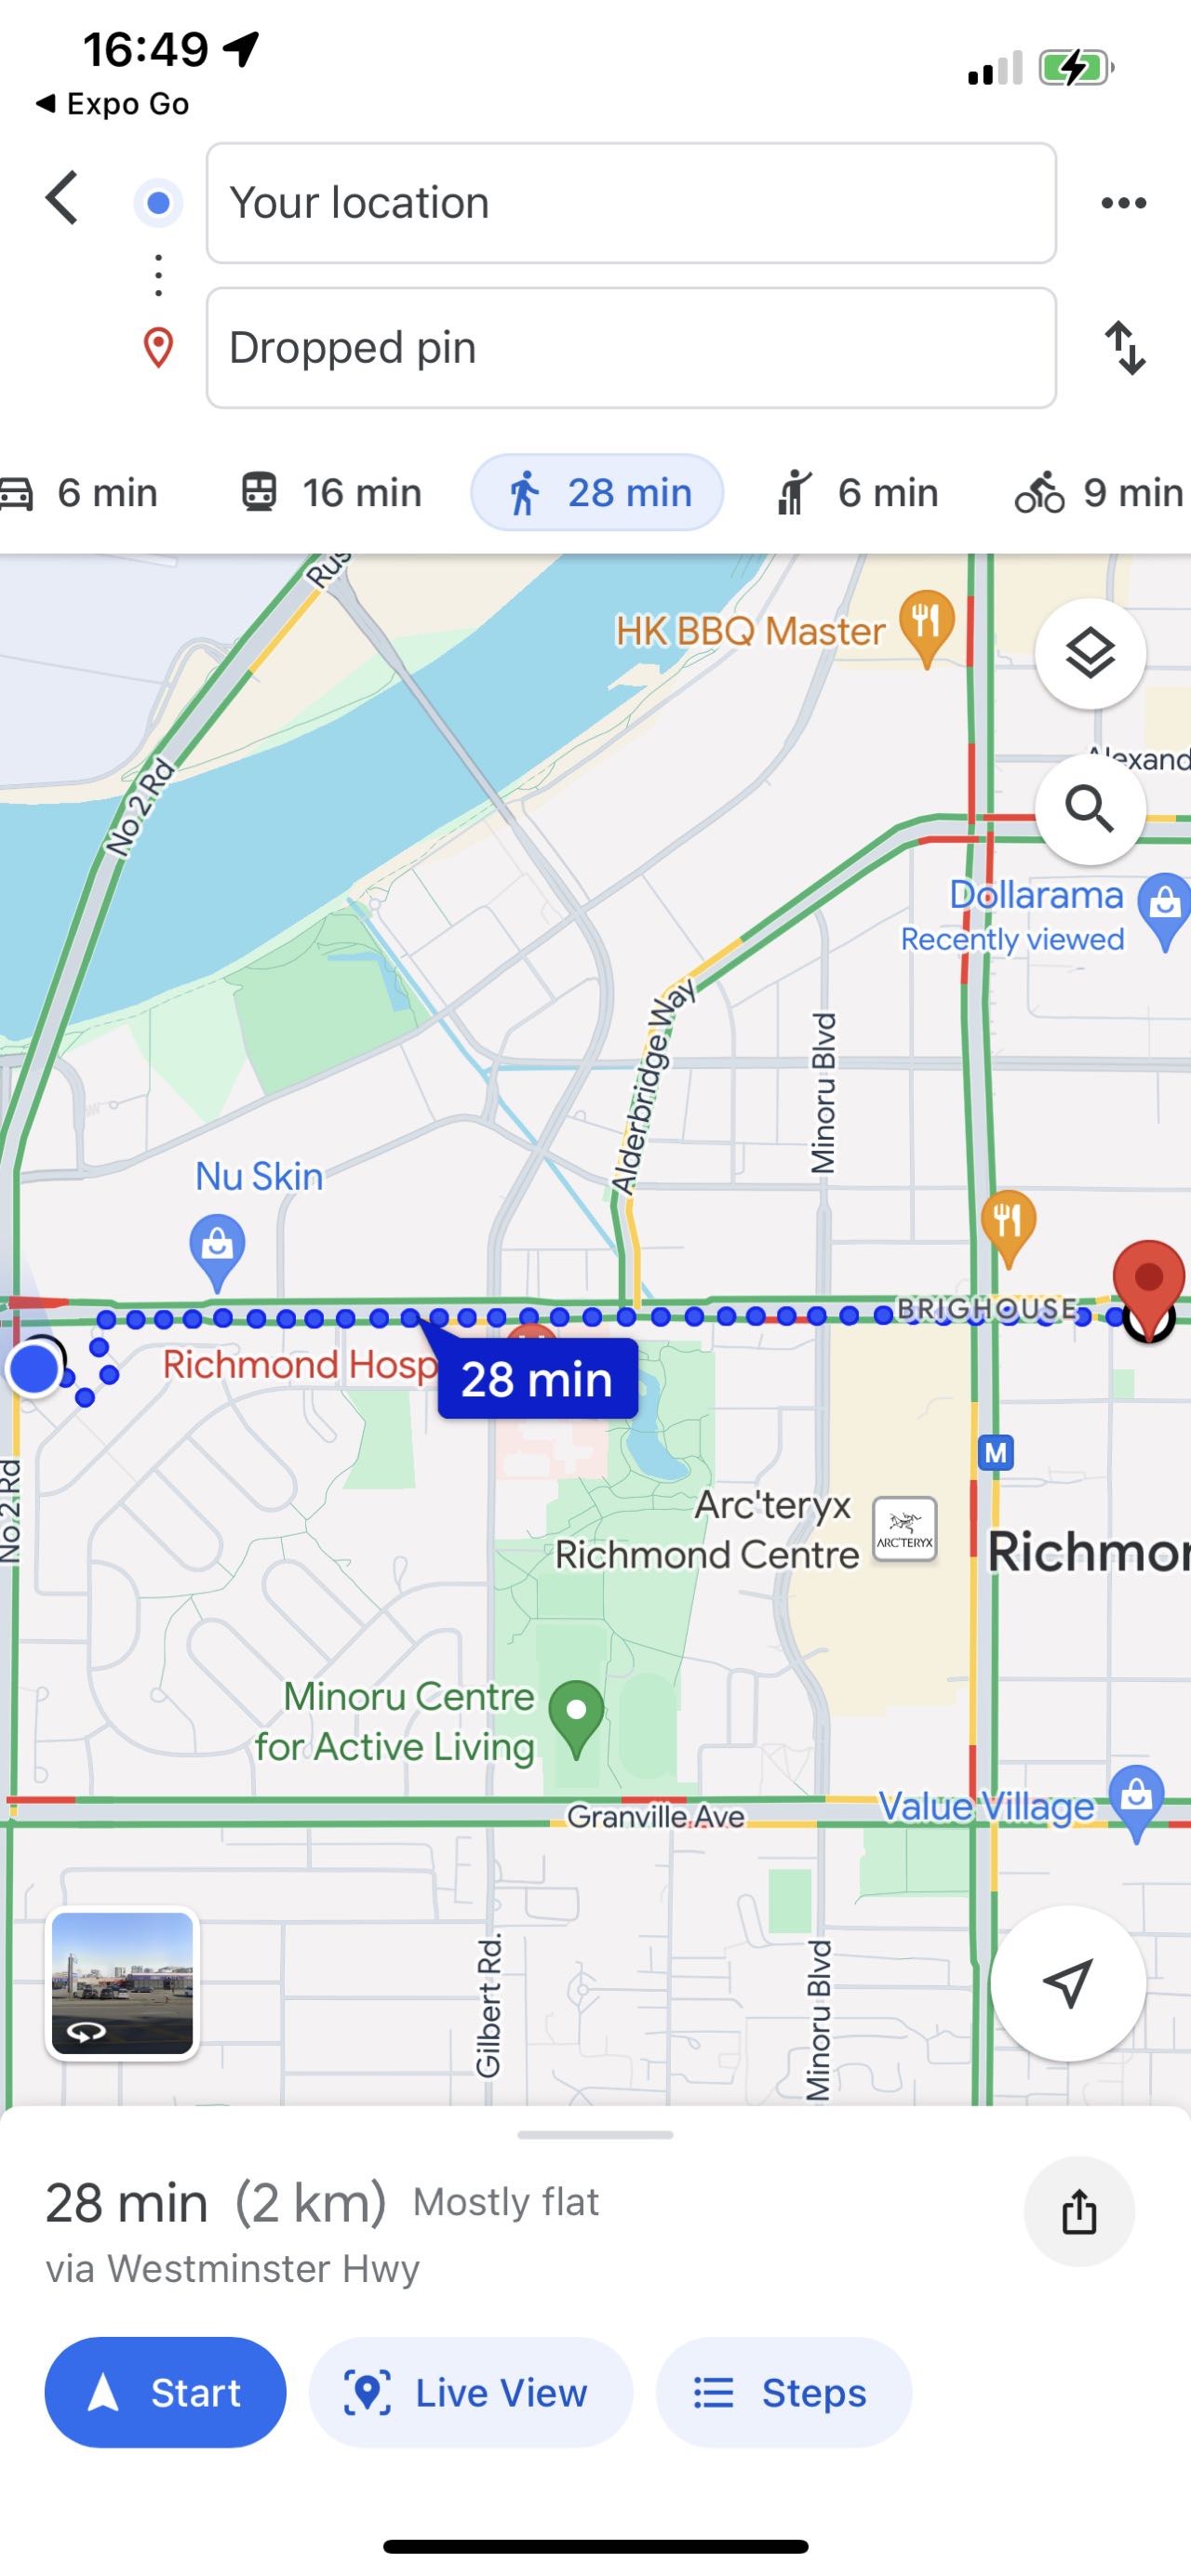 16:49
Expo Go
Your location
Dropped pin
6 min
16 min
28 min
6 min
9 min
Rus
HK BBQ Master
No 2 Rd
Alexand
Dollarama
Recently viewed
Alderbridge Way
Minoru Blvd
Nu Skin
BRIGHOUSE
Richmond Hosp
28 min
M
No 2 Rd
Arc'teryx
Richmond Centre
ARC'TERYX
Richmon
Minoru Centre
for Active Living
Granville Ave
Value Village
Gilbert Rd.
Minoru Blvd
28 min (2 km) Mostly flat
via Westminster Hwy
Start
Live View
Steps